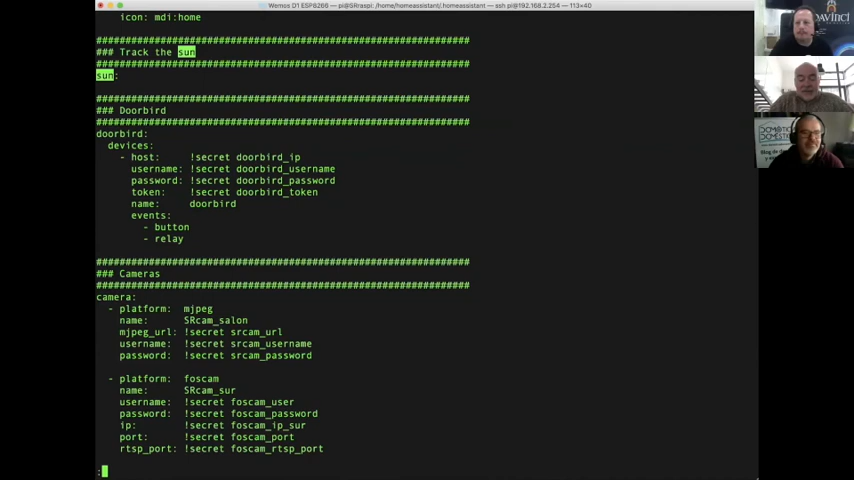 Wemos D1 ESP8266 — pi@SRraspi: /home/homeassistant/.homeassistant — ssh pi@192.168.2.254 — 113×40
icon: mdi:home
################################################################
### Track the sun
################################################################
sun:
################################################################
### Doorbird
################################################################
doorbird:
devices:
- host: !secret doorbird_ip
username: !secret doorbird_username
password: !secret doorbird_password
token: !secret doorbird_token
name: doorbird
events:
- button
- relay
################################################################
### Cameras
################################################################
camera:
- platform: mjpeg
name: SRcam_salon
mjpeg_url: !secret srcam_url
username: !secret srcam_username
password: !secret srcam_password
- platform: foscam
name: SRcam_sur
username: !secret foscam_user
password: !secret foscam_password
ip: !secret foscam_ip_sur
port: !secret foscam_port
rtsp_port: !secret foscam_rtsp_port
: